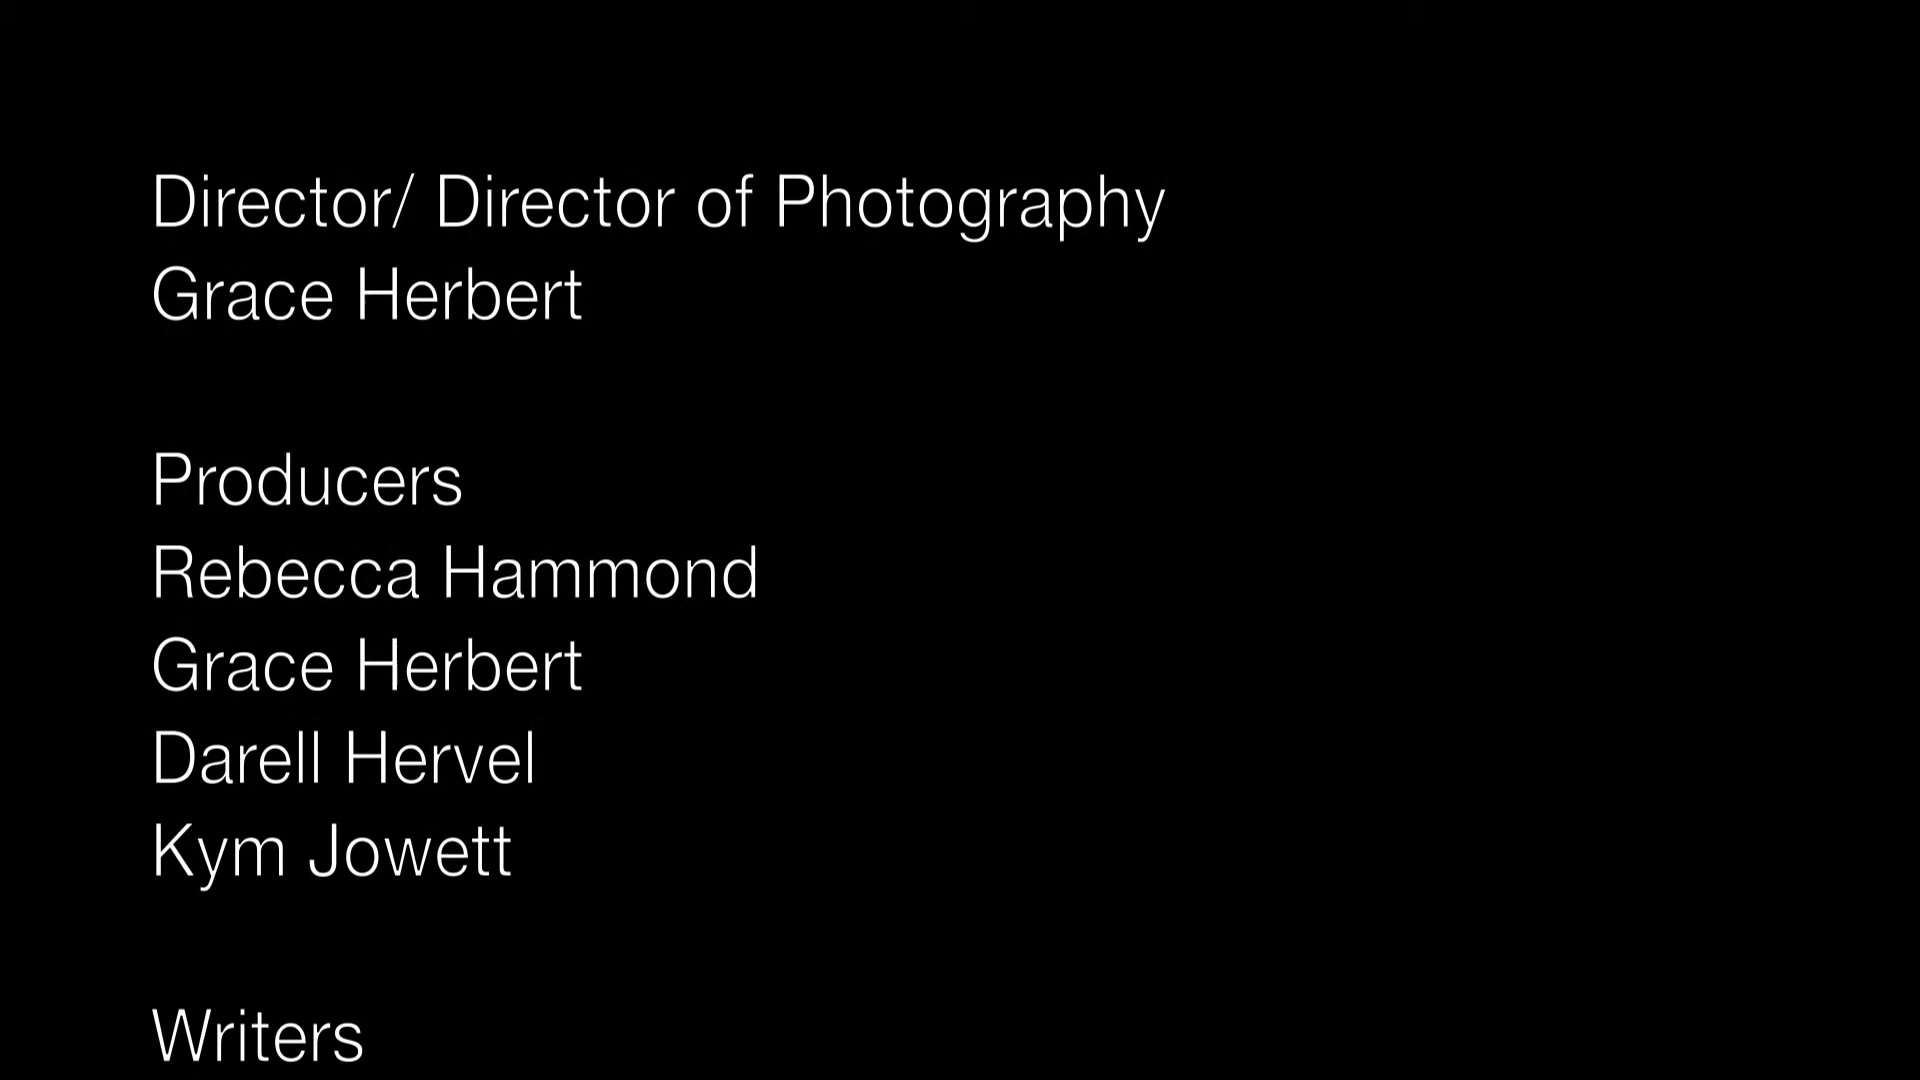 Director/ Director of Photography
Grace Herbert
Producers
Rebecca Hammond
Grace Herbert
Darell Hervel
Kym Jowett
Writers